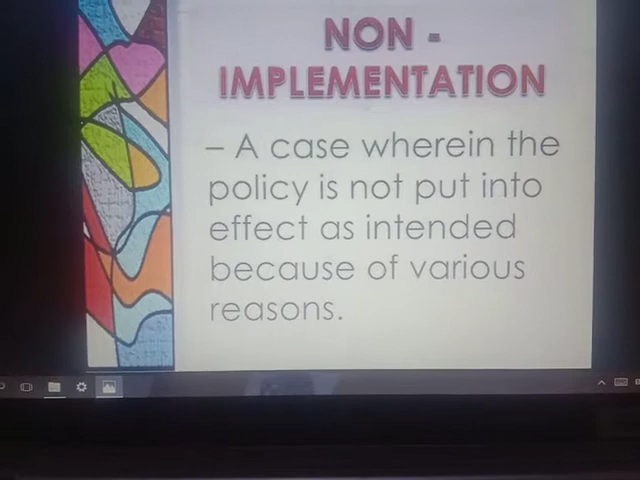 NON -
IMPLEMENTATION
– A case wherein the
policy is not put into
effect as intended
because of various
reasons.